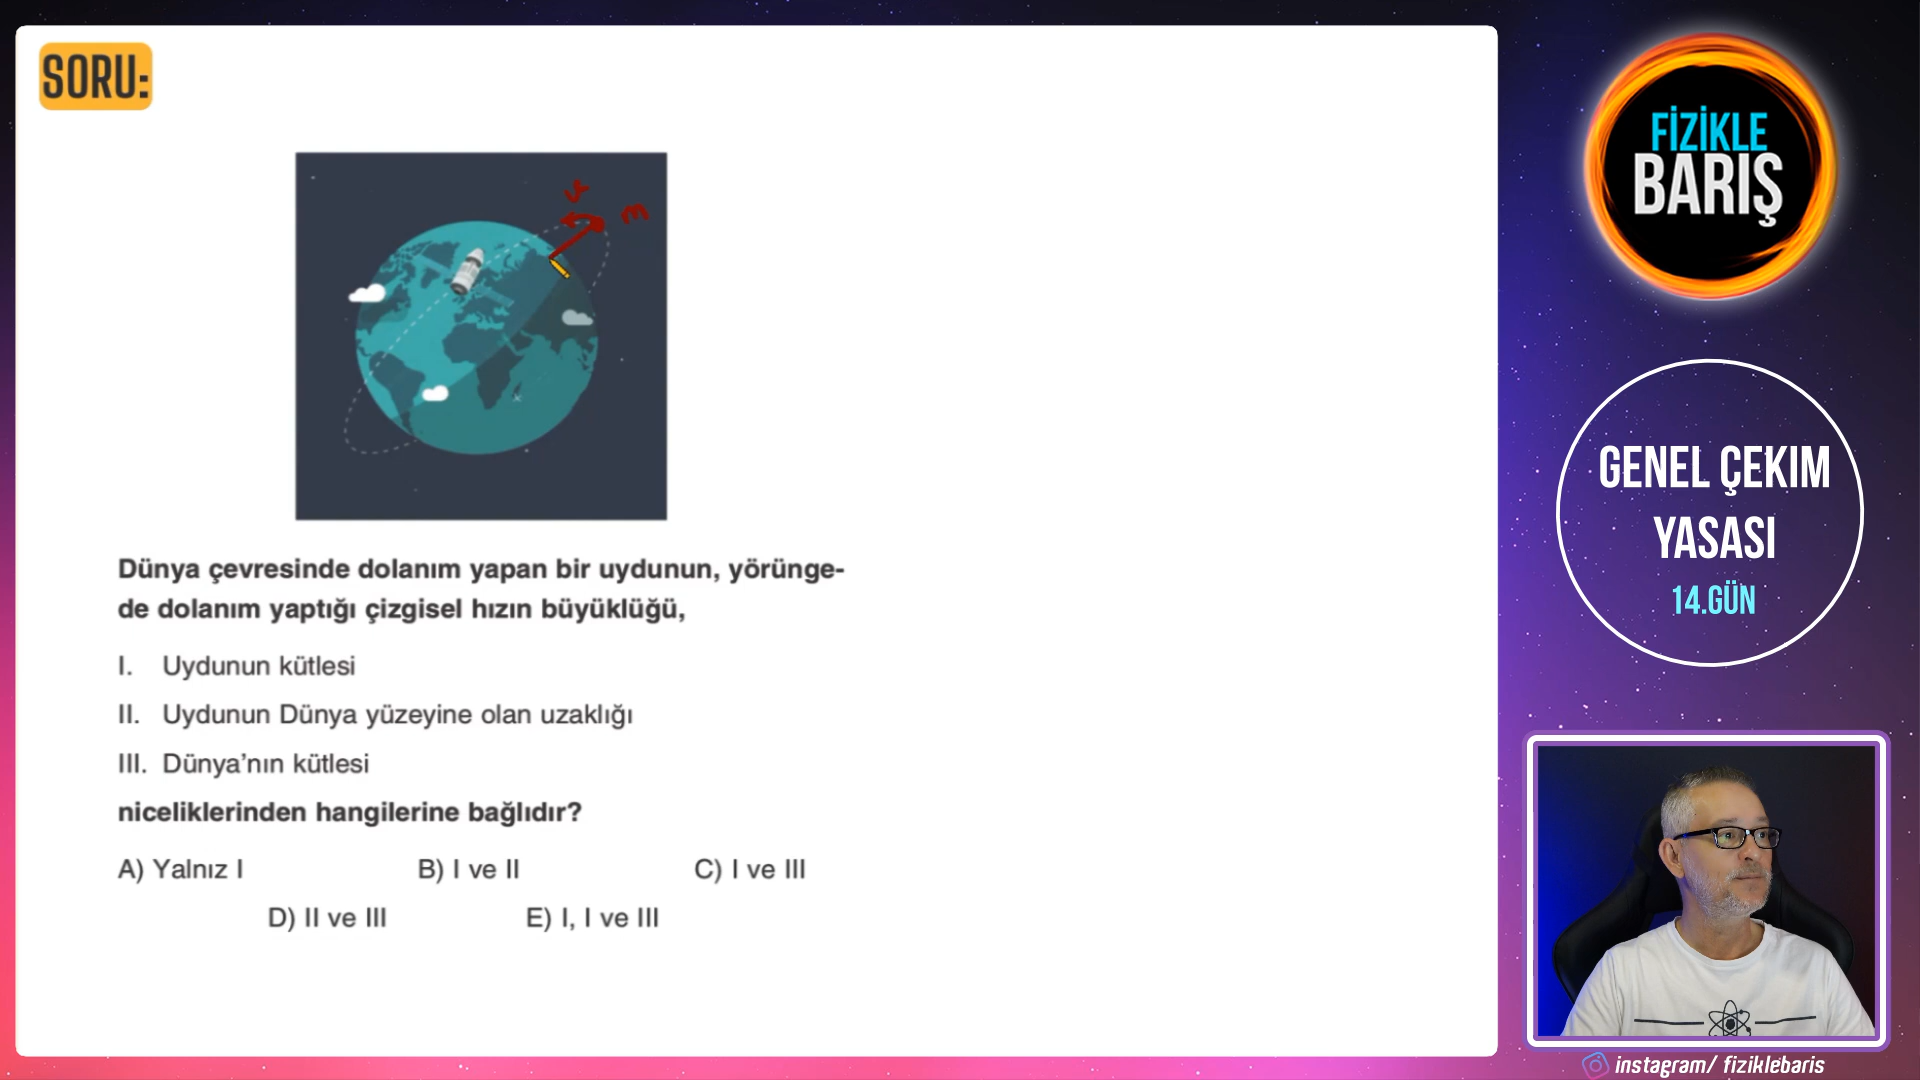 SORU:
v
m
Dünya çevresinde dolanım yapan bir uydunun, yörünge-
de dolanım yaptığı çizgisel hızın büyüklüğü,
I. Uydunun kütlesi
II. Uydunun Dünya yüzeyine olan uzaklığı
III. Dünya'nın kütlesi
niceliklerinden hangilerine bağlıdır?
A) Yalnız I B) I ve II C) I ve III
D) II ve III E) I, I ve III
FİZİKLE
BARIŞ
GENEL ÇEKIM
YASASI
14.GÜN
instagram/ fiziklebaris